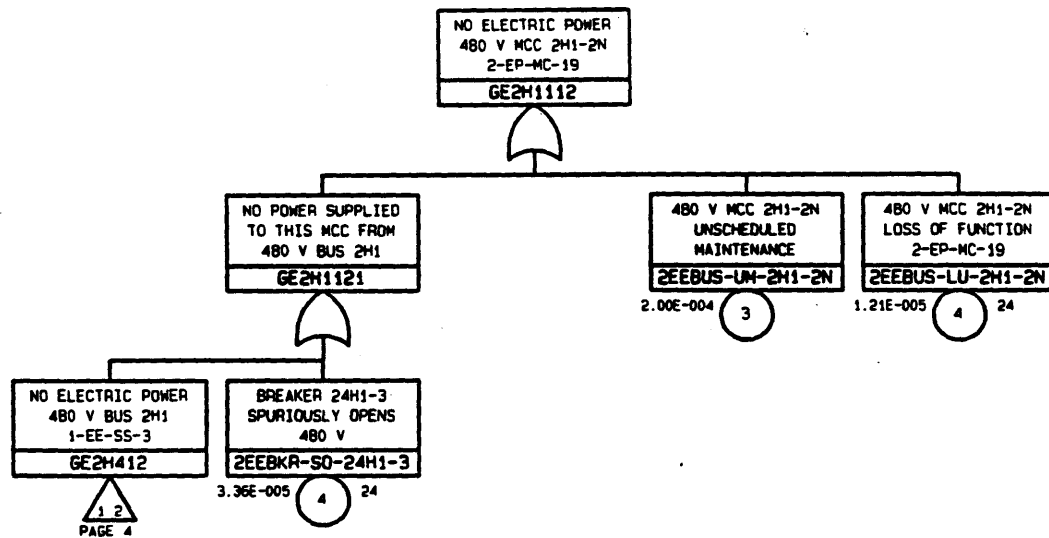 NO ELECTRIC POWER
480 V MCC 2H1-2N
2-EP-MC-19
GE2H1112
NO POWER SUPPLIED
TO THIS MCC FROM
480 V BUS 2H1
GE2H1121
480 V MCC 2H1-2N
UNSCHEDULED
MAINTENANCE
2EEBUS-UM-2H1-2N
2.00E-004
3
480 V MCC 2H1-2N
LOSS OF FUNCTION
2-EP-MC-19
2EEBUS-LU-2H1-2N
1.21E-005
4
24
NO ELECTRIC POWER
480 V BUS 2H1
1-EE-SS-3
GE2H412
1 2
PAGE 4
BREAKER 24H1-3
SPURIOUSLY OPENS
480 V
2EEBKR-SO-24H1-3
3.36E-005
4
24